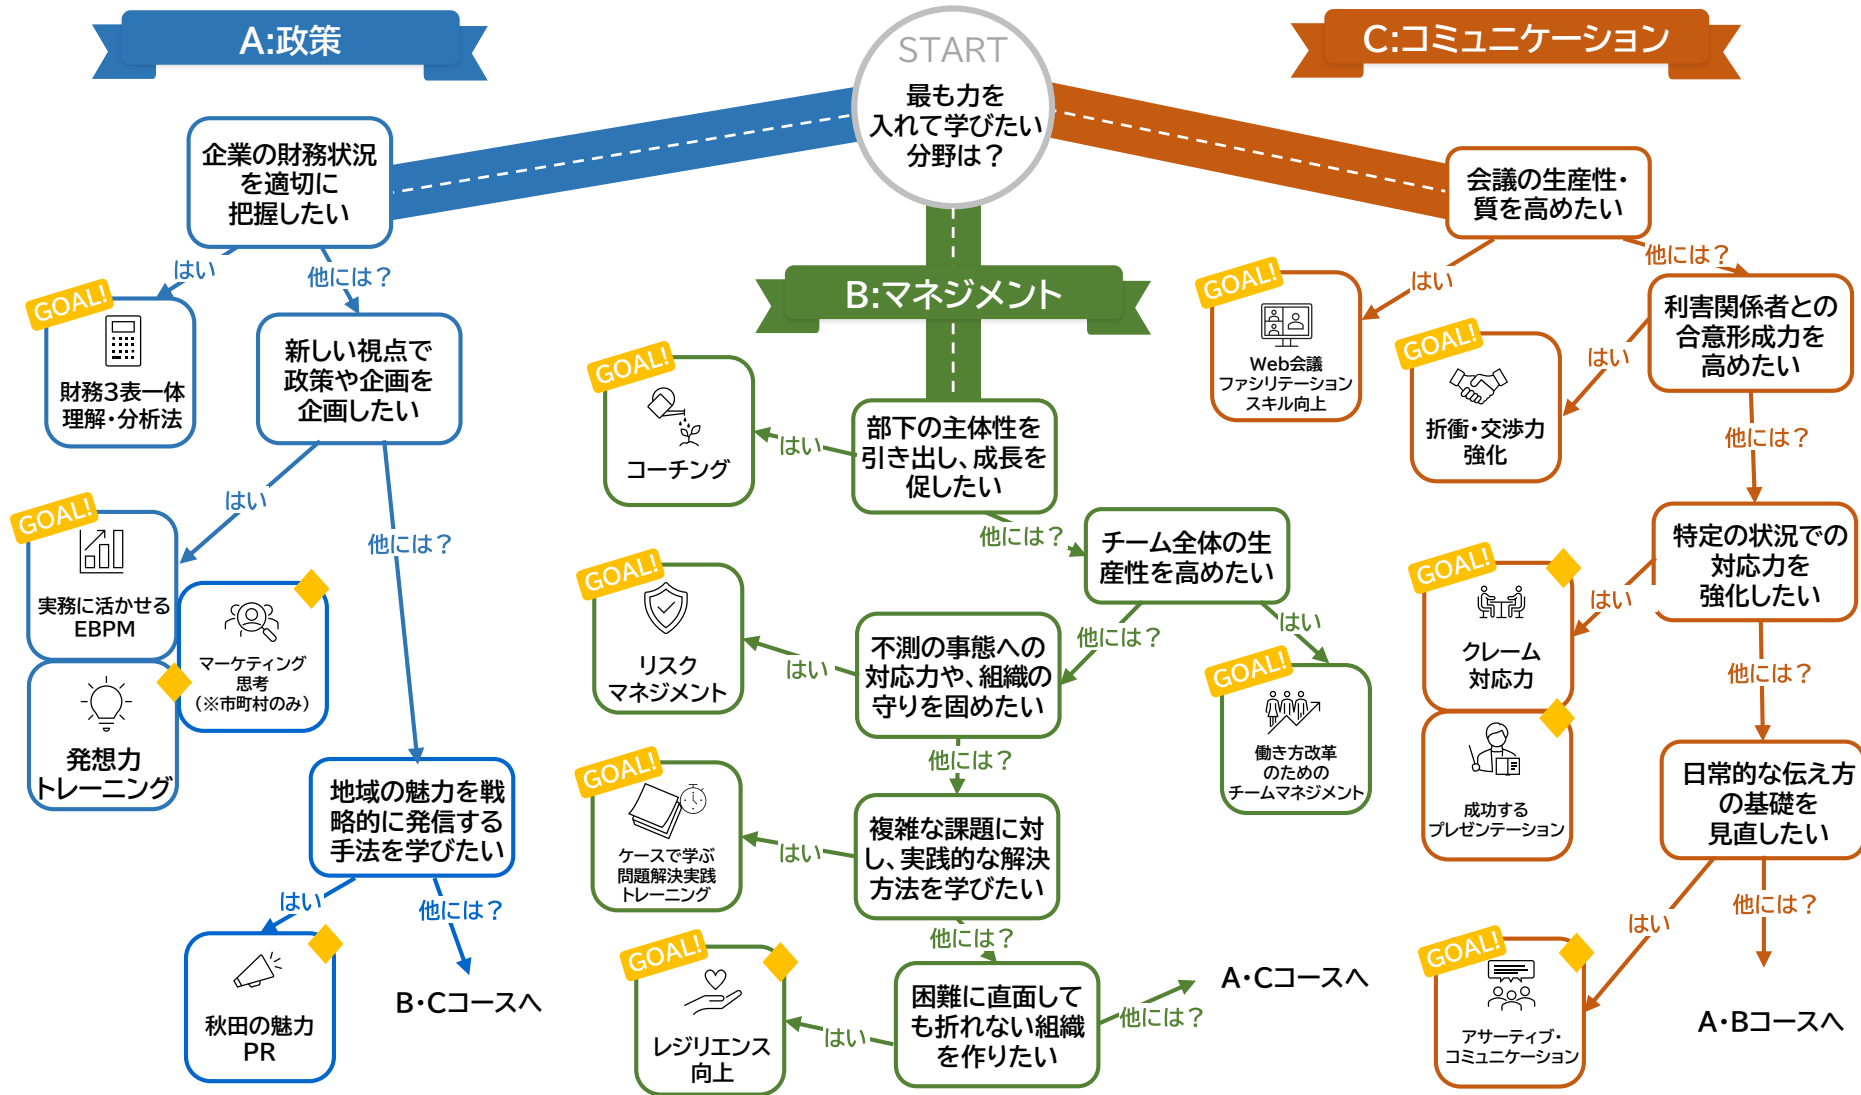 A:政策
START
最も力を
入れて学びたい
分野は？
C:コミュニケーション
企業の財務状況
を適切に
把握したい
はい
他には？
GOAL!
財務3表一体
理解・分析法
新しい視点で
政策や企画を
企画したい
はい
他には？
GOAL!
実務に活かせる
EBPM
マーケティング
思考
（※市町村のみ）
発想力
トレーニング
地域の魅力を戦
略的に発信する
手法を学びたい
はい
他には？
秋田の魅力
PR
B・Cコースへ
B:マネジメント
部下の主体性を
引き出し、成長を
促したい
はい
GOAL!
コーチング
他には？
チーム全体の生
産性を高めたい
はい
GOAL!
働き方改革
のための
チームマネジメント
他には？
不測の事態への
対応力や、組織の
守りを固めたい
はい
GOAL!
リスク
マネジメント
他には？
複雑な課題に対
し、実践的な解決
方法を学びたい
はい
GOAL!
ケースで学ぶ
問題解決実践
トレーニング
他には？
困難に直面して
も折れない組織
を作りたい
はい
GOAL!
レジリエンス
向上
他には？
A・Cコースへ
会議の生産性・
質を高めたい
はい
GOAL!
Web会議
ファシリテーション
スキル向上
他には？
利害関係者との
合意形成力を
高めたい
はい
GOAL!
折衝・交渉力
強化
他には？
特定の状況での
対応力を
強化したい
はい
GOAL!
クレーム
対応力
成功する
プレゼンテーション
他には？
日常的な伝え方
の基礎を
見直したい
はい
GOAL!
アサーティブ・
コミュニケーション
他には？
A・Bコースへ